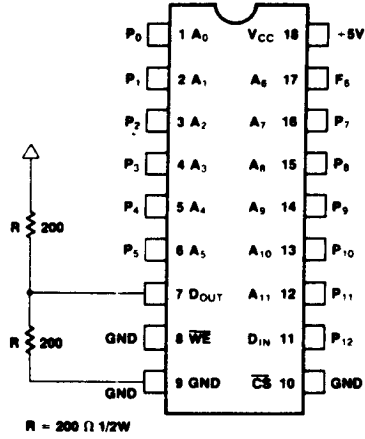 P₀ 1 A₀ VCC 18 +5V
P₁ 2 A₁ A₆ 17 F₆
P₂ 3 A₂ A₇ 16 P₇
P₃ 4 A₃ A₈ 15 P₈
R 200
P₄ 5 A₄ A₉ 14 P₉
P₅ 6 A₅ A₁₀ 13 P₁₀
7 DOUT A₁₁ 12 P₁₁
R 200
GND 8 W̅E̅ DIN 11 P₁₂
GND 9 GND C̅S̅ 10 GND
R = 200 Ω 1/2W